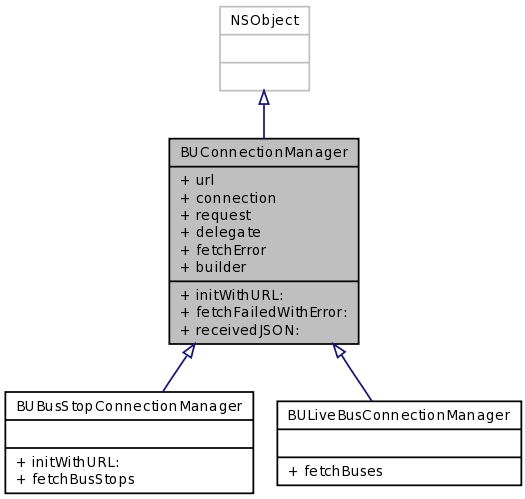 NSObject
BUConnectionManager
+ url
+ connection
+ request
+ delegate
+ fetchError
+ builder
+ initWithURL:
+ fetchFailedWithError:
+ receivedJSON:
BUBusStopConnectionManager
+ initWithURL:
+ fetchBusStops
BULiveBusConnectionManager
+ fetchBuses